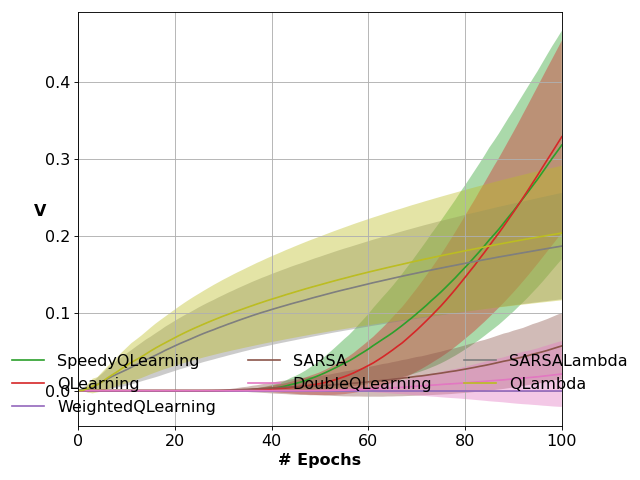 0.4
0.3
0.2
V
0.1
SpeedyQLearning SARSA SARSALambda
QLearning DoubleQLearning QLambda
0.0
WeightedQLearning
0 20 40 60 80 100
# Epochs